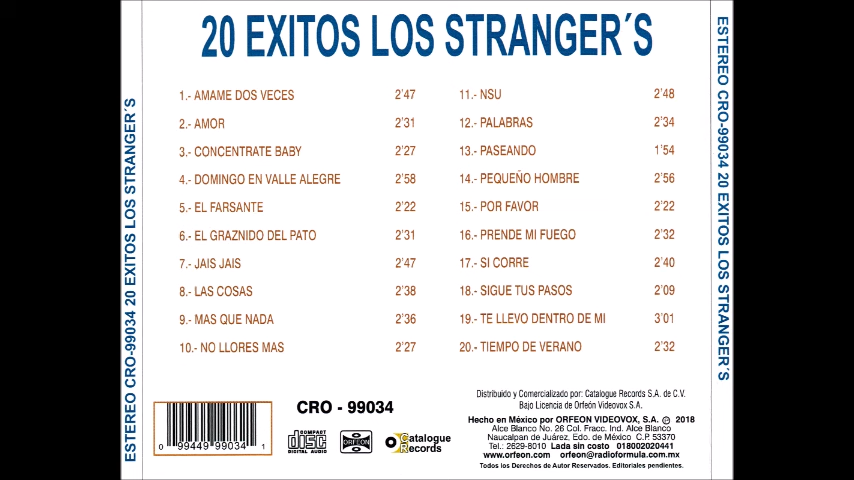 20 EXITOS LOS STRANGER´S
1.- AMAME DOS VECES 2'47
2.- AMOR 2'31
3.- CONCENTRATE BABY 2'27
4.- DOMINGO EN VALLE ALEGRE 2'58
5.- EL FARSANTE 2'22
6.- EL GRAZNIDO DEL PATO 2'31
7.- JAIS JAIS 2'47
8.- LAS COSAS 2'38
9.- MAS QUE NADA 2'36
10.- NO LLORES MAS 2'27
11.- NSU 2'48
12.- PALABRAS 2'34
13.- PASEANDO 1'54
14.- PEQUEÑO HOMBRE 2'56
15.- POR FAVOR 2'22
16.- PRENDE MI FUEGO 2'32
17.- SI CORRE 2'40
18.- SIGUE TUS PASOS 2'09
19.- TE LLEVO DENTRO DE MI 3'01
20.- TIEMPO DE VERANO 2'32
ESTEREO CRO-99034 20 EXITOS LOS STRANGER´S
ESTEREO CRO-99034 20 EXITOS LOS STRANGER´S
0 99449 99034 1
CRO - 99034
COMPACT
disc
DIGITAL AUDIO
ORFEON
Catalogue
Records
Distribuido y Comercializado por: Catalogue Records S.A. de C.V.
Bajo Licencia de Orfeón Videovox S.A.
Hecho en México por ORFEON VIDEOVOX, S.A. © ℗ 2018
Alce Blanco No. 26 Col. Fracc. Ind. Alce Blanco
Naucalpan de Juárez, Edo. de México C.P. 53370
Tel.: 2629-8010 Lada sin costo 018002020441
www.orfeon.com orfeon@radioformula.com.mx
Todos los Derechos de Autor Reservados. Editoriales pendientes.